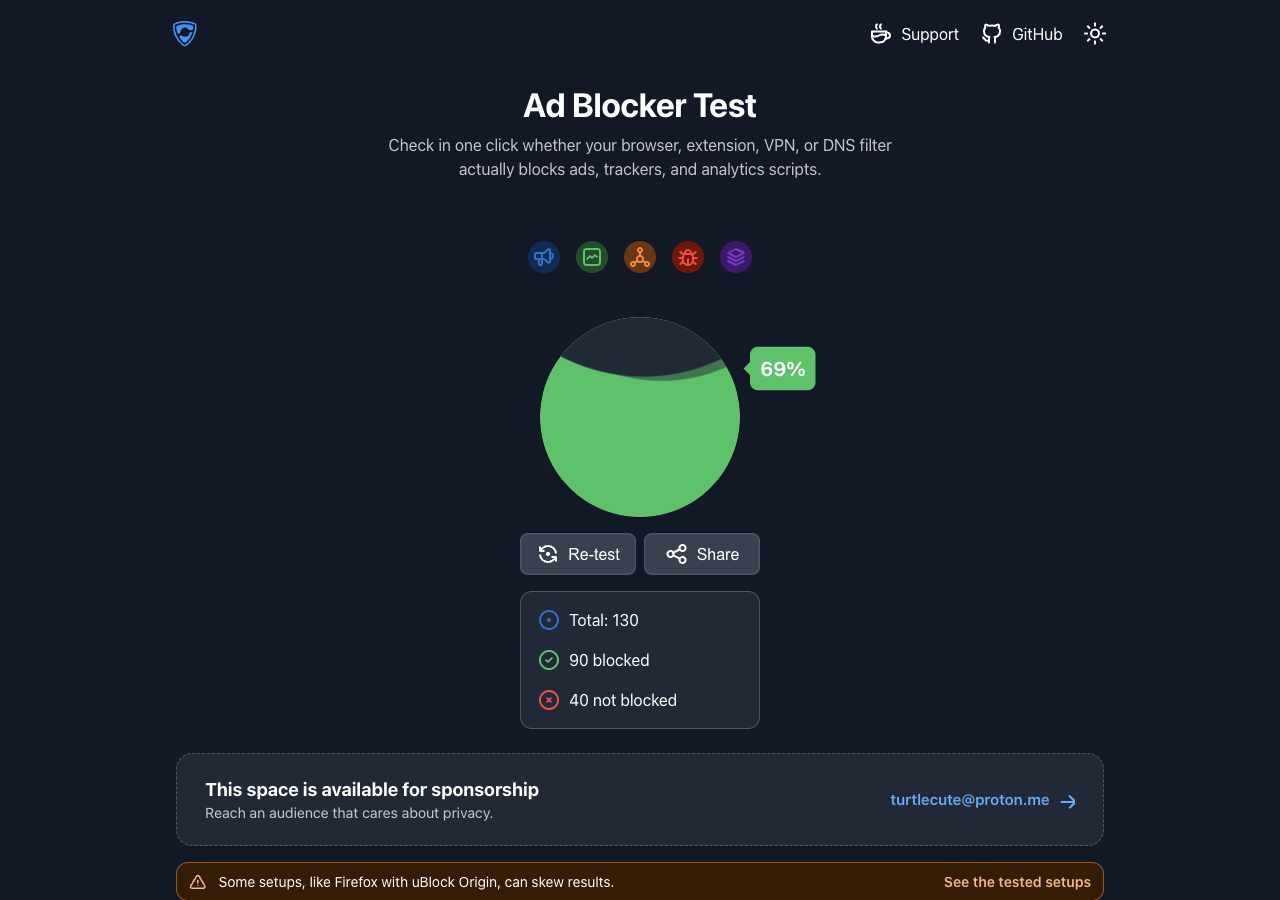 Support
GitHub
Ad Blocker Test
Check in one click whether your browser, extension, VPN, or DNS filter
actually blocks ads, trackers, and analytics scripts.
69%
Re-test
Share
Total: 130
90 blocked
40 not blocked
This space is available for sponsorship
Reach an audience that cares about privacy.
turtlecute@proton.me
Some setups, like Firefox with uBlock Origin, can skew results.
See the tested setups